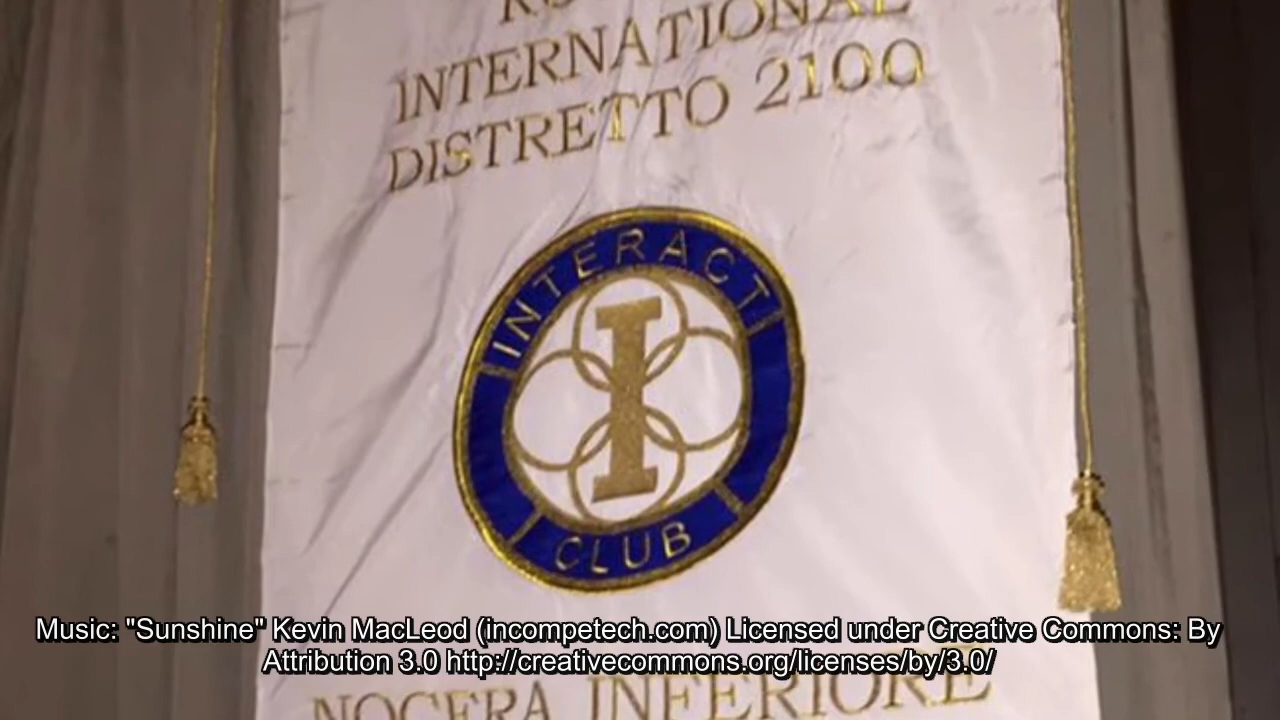 INTERNATIONAL
DISTRETTO 2100
INTERACT
I
CLUB
Music: "Sunshine" Kevin MacLeod (incompetech.com) Licensed under Creative Commons: By
Attribution 3.0 http://creativecommons.org/licenses/by/3.0/
NOCERA INFERIORE